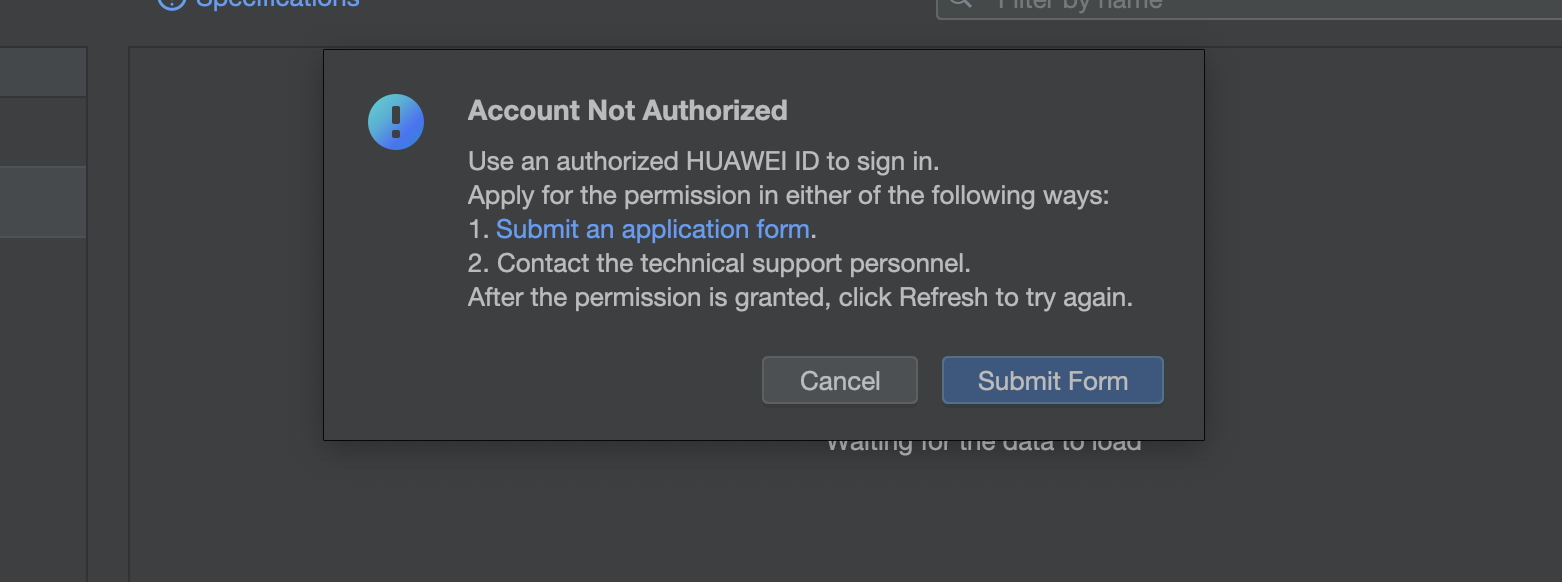 Specifications
Filter by name
Account Not Authorized
Use an authorized HUAWEI ID to sign in.
Apply for the permission in either of the following ways:
1. Submit an application form.
2. Contact the technical support personnel.
After the permission is granted, click Refresh to try again.
Cancel
Submit Form
Waiting for the data to load